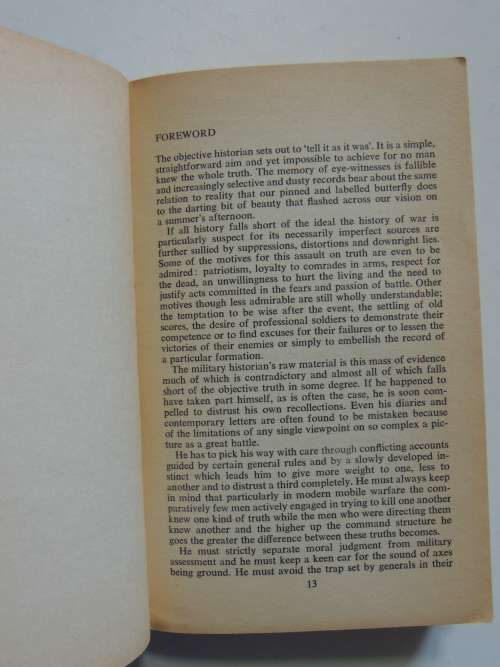 FOREWORD
The objective historian sets out to 'tell it as it was'. It is a simple,
straightforward aim and yet impossible to achieve for no man
knew the whole truth. The memory of eye-witnesses is fallible
and increasingly selective and dusty records bear about the same
relation to reality that our pinned and labelled butterfly does
to the darting bit of beauty that flashed across our vision on
a summer's afternoon.
If all history falls short of the ideal the history of war is
particularly suspect for its necessarily imperfect sources are
further sullied by suppressions, distortions and downright lies.
Some of the motives for this assault on truth are even to be
admired: patriotism, loyalty to comrades in arms, respect for
the dead, an unwillingness to hurt the living and the need to
justify acts committed in the fears and passion of battle. Other
motives though less admirable are still wholly understandable;
the temptation to be wise after the event, the settling of old
scores, the desire of professional soldiers to demonstrate their
competence or to find excuses for their failures or to lessen the
victories of their enemies or simply to embellish the record of
a particular formation.
The military historian's raw material is this mass of evidence
much of which is contradictory and almost all of which falls
short of the objective truth in some degree. If he happened to
have taken part himself, as is often the case, he is soon com-
pelled to distrust his own recollections. Even his diaries and
contemporary letters are often found to be mistaken because
of the limitations of any single viewpoint on so complex a pic-
ture as a great battle.
He has to pick his way with care through conflicting accounts
guided by certain general rules and by a slowly developed in-
stinct which leads him to give more weight to one, less to
another and to distrust a third completely. He must always keep
in mind that particularly in modern mobile warfare the com-
paratively few men actively engaged in trying to kill one another
knew one kind of truth while the men who were directing them
knew another and the higher up the command structure he
goes the greater the difference between these truths becomes.
He must strictly separate moral judgment from military
assessment and he must keep a keen ear for the sound of axes
being ground. He must avoid the trap set by generals in their
13